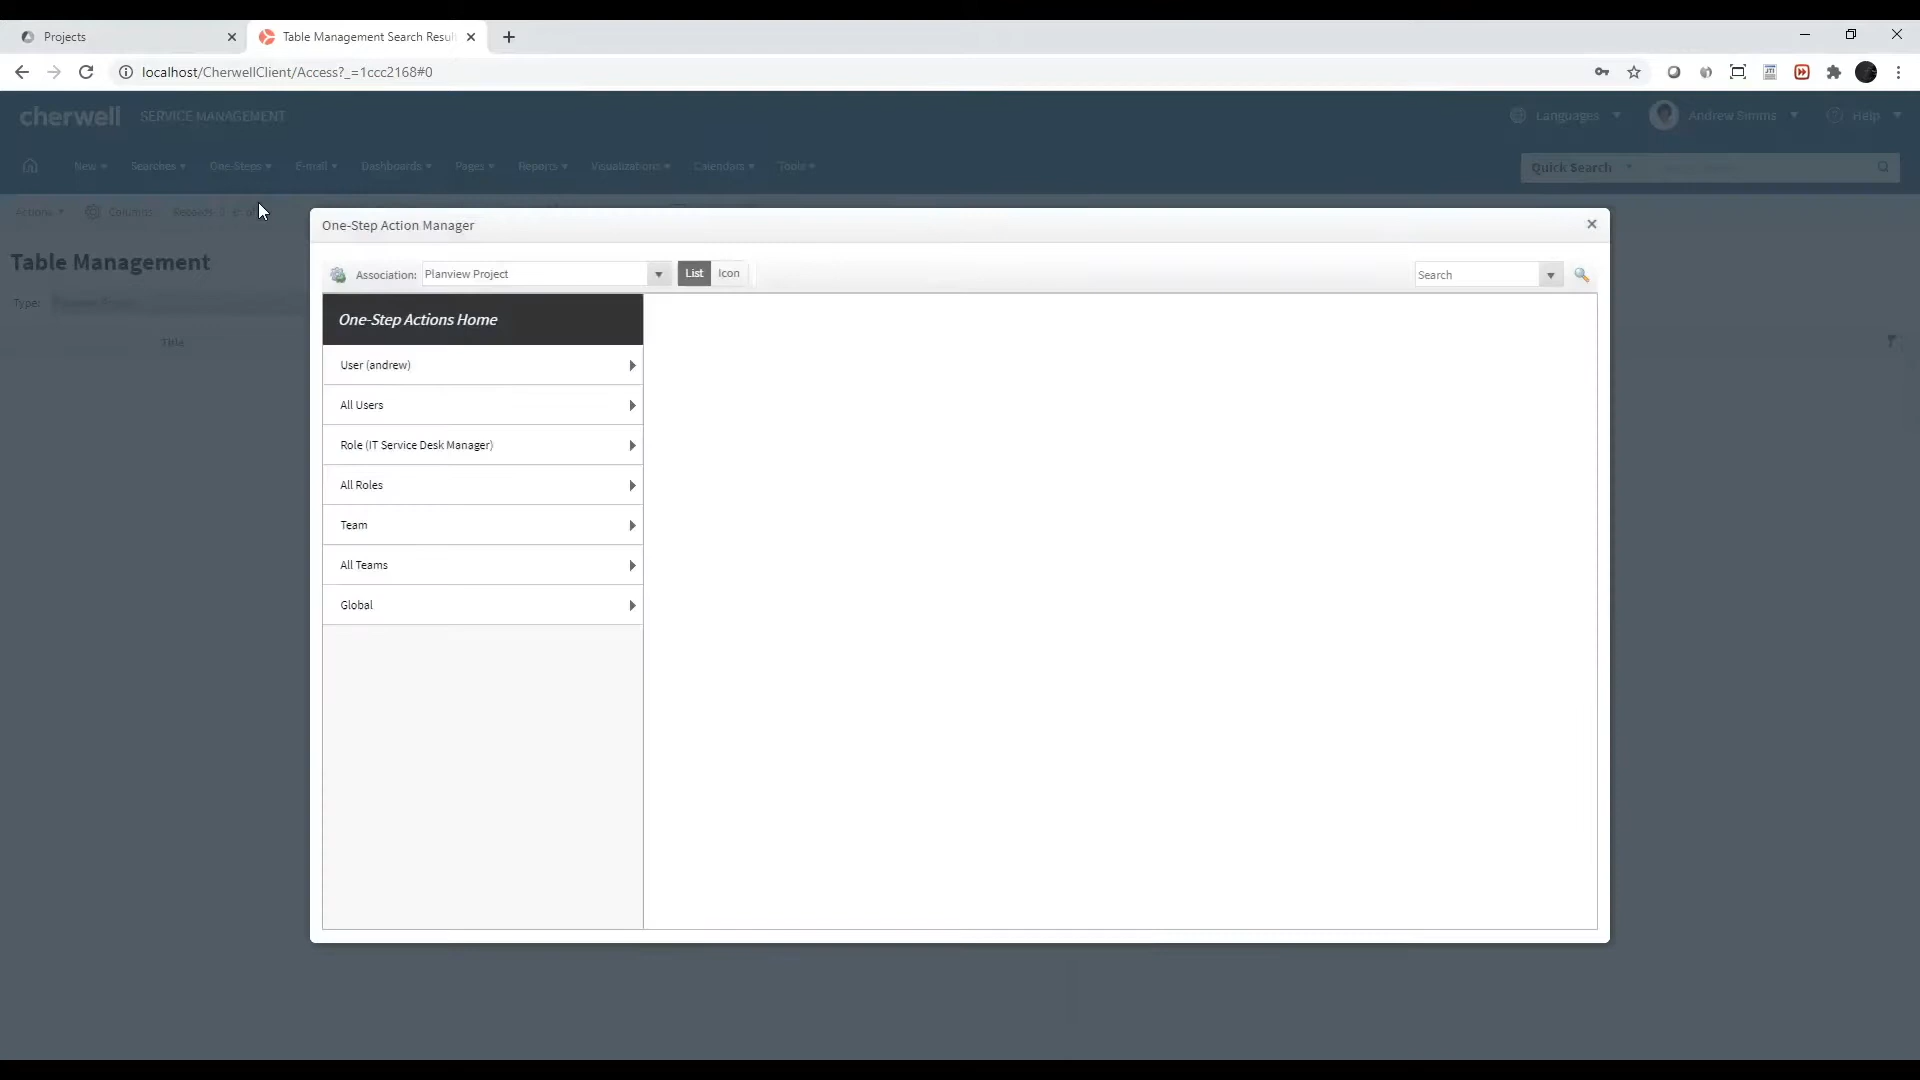 Projects
Table Management Search Resul
localhost/CherwellClient/Access?_=1ccc2168#0
cherwell SERVICE MANAGEMENT
Languages
Andrew Simms
Help
New Searches One-Steps E-mail Dashboards Pages Reports Visualizations Calendars Tools
Quick Search
Actions Columns
One-Step Action Manager
Table Management
Association: Planview Project List Icon Search
Type:
Title
One-Step Actions Home
User (andrew)
All Users
Role (IT Service Desk Manager)
All Roles
Team
All Teams
Global